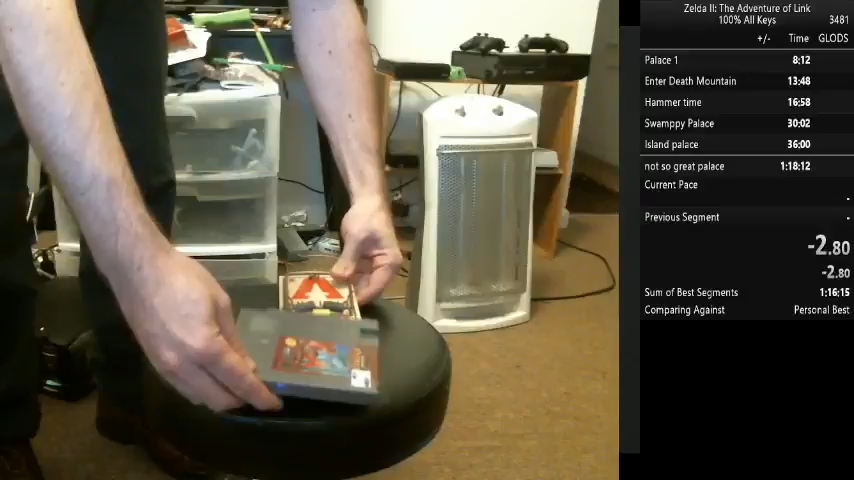 Zelda II: The Adventure of Link
100% All Keys 3481
+/- Time GLODS
Palace 1 8:12
Enter Death Mountain 13:48
Hammer time 16:58
Swamppy Palace 30:02
Island palace 36:00
not so great palace 1:18:12
Current Pace -
Previous Segment -
-2.80
-2.80
Sum of Best Segments 1:16:15
Comparing Against Personal Best